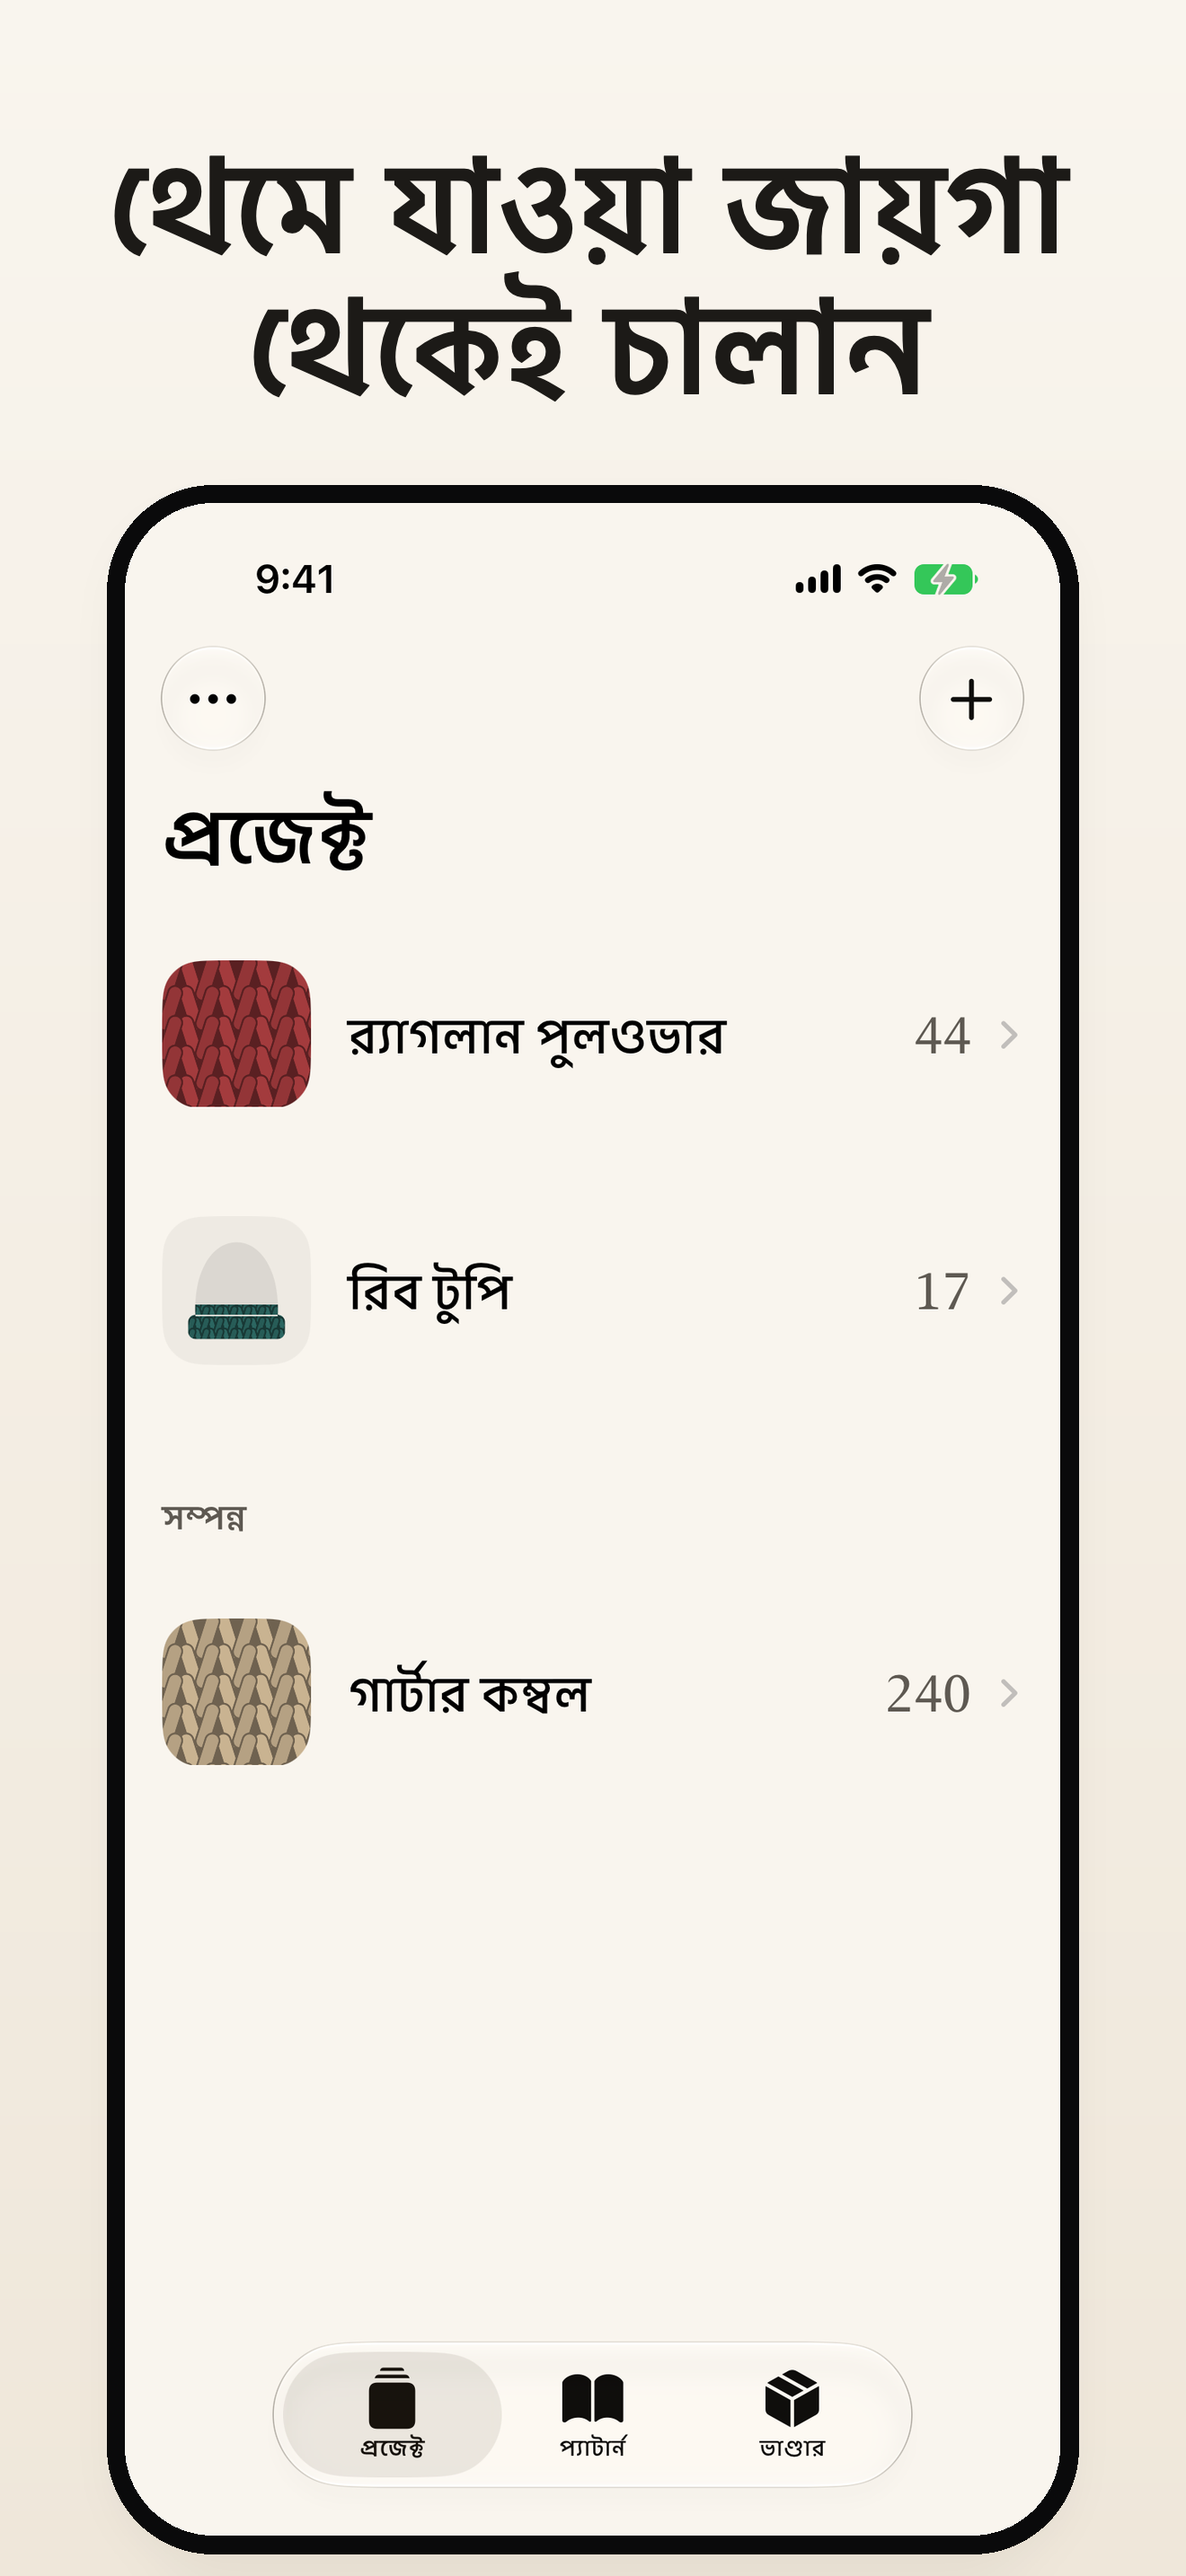 থেমে যাওয়া জায়গা
থেকেই চালান
9:41
প্রজেক্ট
র‍্যাগলান পুলওভার 44
রিব টুপি 17
সম্পন্ন
গার্টার কম্বল 240
প্রজেক্ট প্যাটার্ন ভাণ্ডার